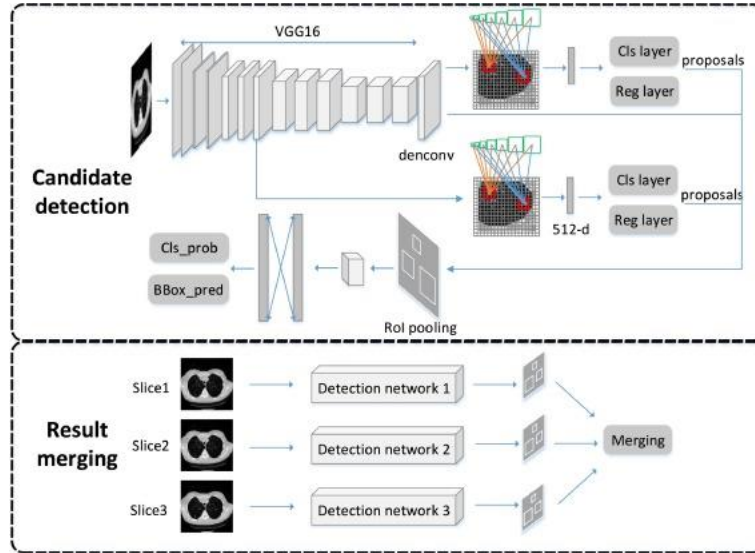 VGG16
Cls layer
proposals
Reg layer
denconv
Candidate
detection
Cls layer
proposals
Reg layer
512-d
Cls_prob
BBox_pred
RoI pooling
Slice1
Detection network 1
Result
merging
Slice2
Detection network 2
Merging
Slice3
Detection network 3